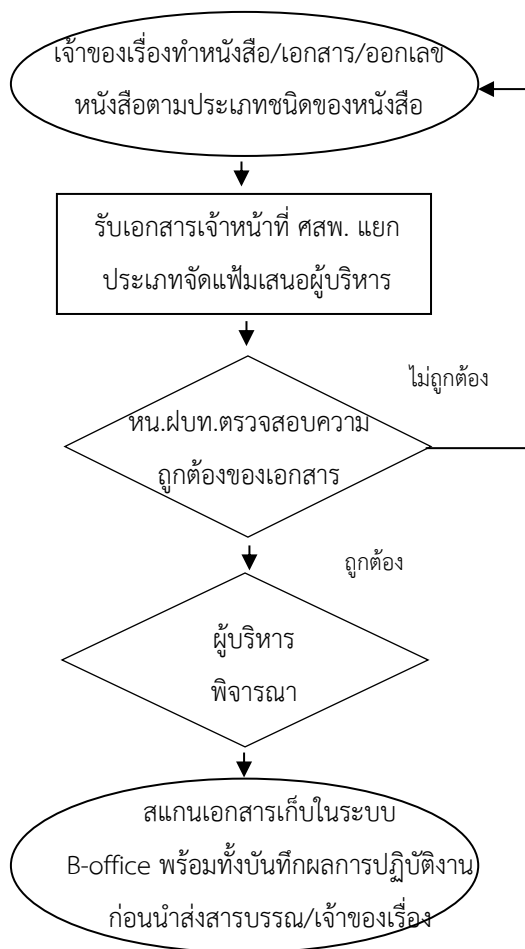 เจ้าของเรื่องทำหนังสือ/เอกสาร/ออกเลข
หนังสือตามประเภทชนิดของหนังสือ
รับเอกสารเจ้าหน้าที่ ศสพ. แยก
ประเภทจัดแฟ้มเสนอผู้บริหาร
ไม่ถูกต้อง
หน.ฝบท.ตรวจสอบความ
ถูกต้องของเอกสาร
ถูกต้อง
ผู้บริหาร
พิจารณา
สแกนเอกสารเก็บในระบบ
B-office พร้อมทั้งบันทึกผลการปฏิบัติงาน
ก่อนนำส่งสารบรรณ/เจ้าของเรื่อง